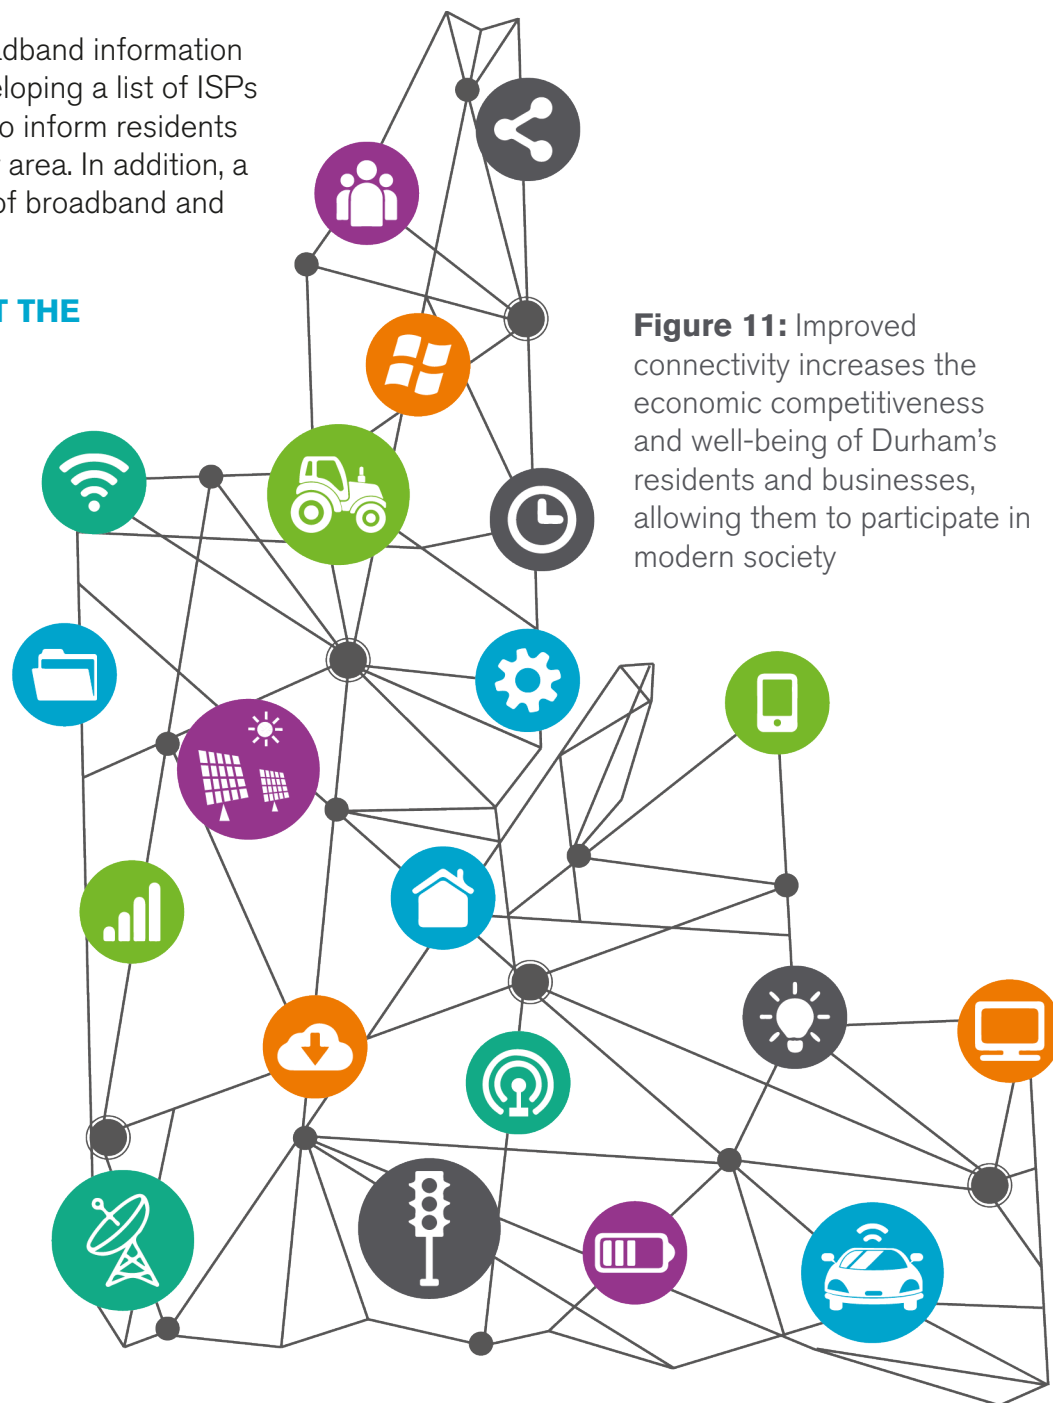 adband information
eloping a list of ISPs
o inform residents
area. In addition, a
of broadband and
T THE
Figure 11: Improved
connectivity increases the
economic competitiveness
and well-being of Durham’s
residents and businesses,
allowing them to participate in
modern society